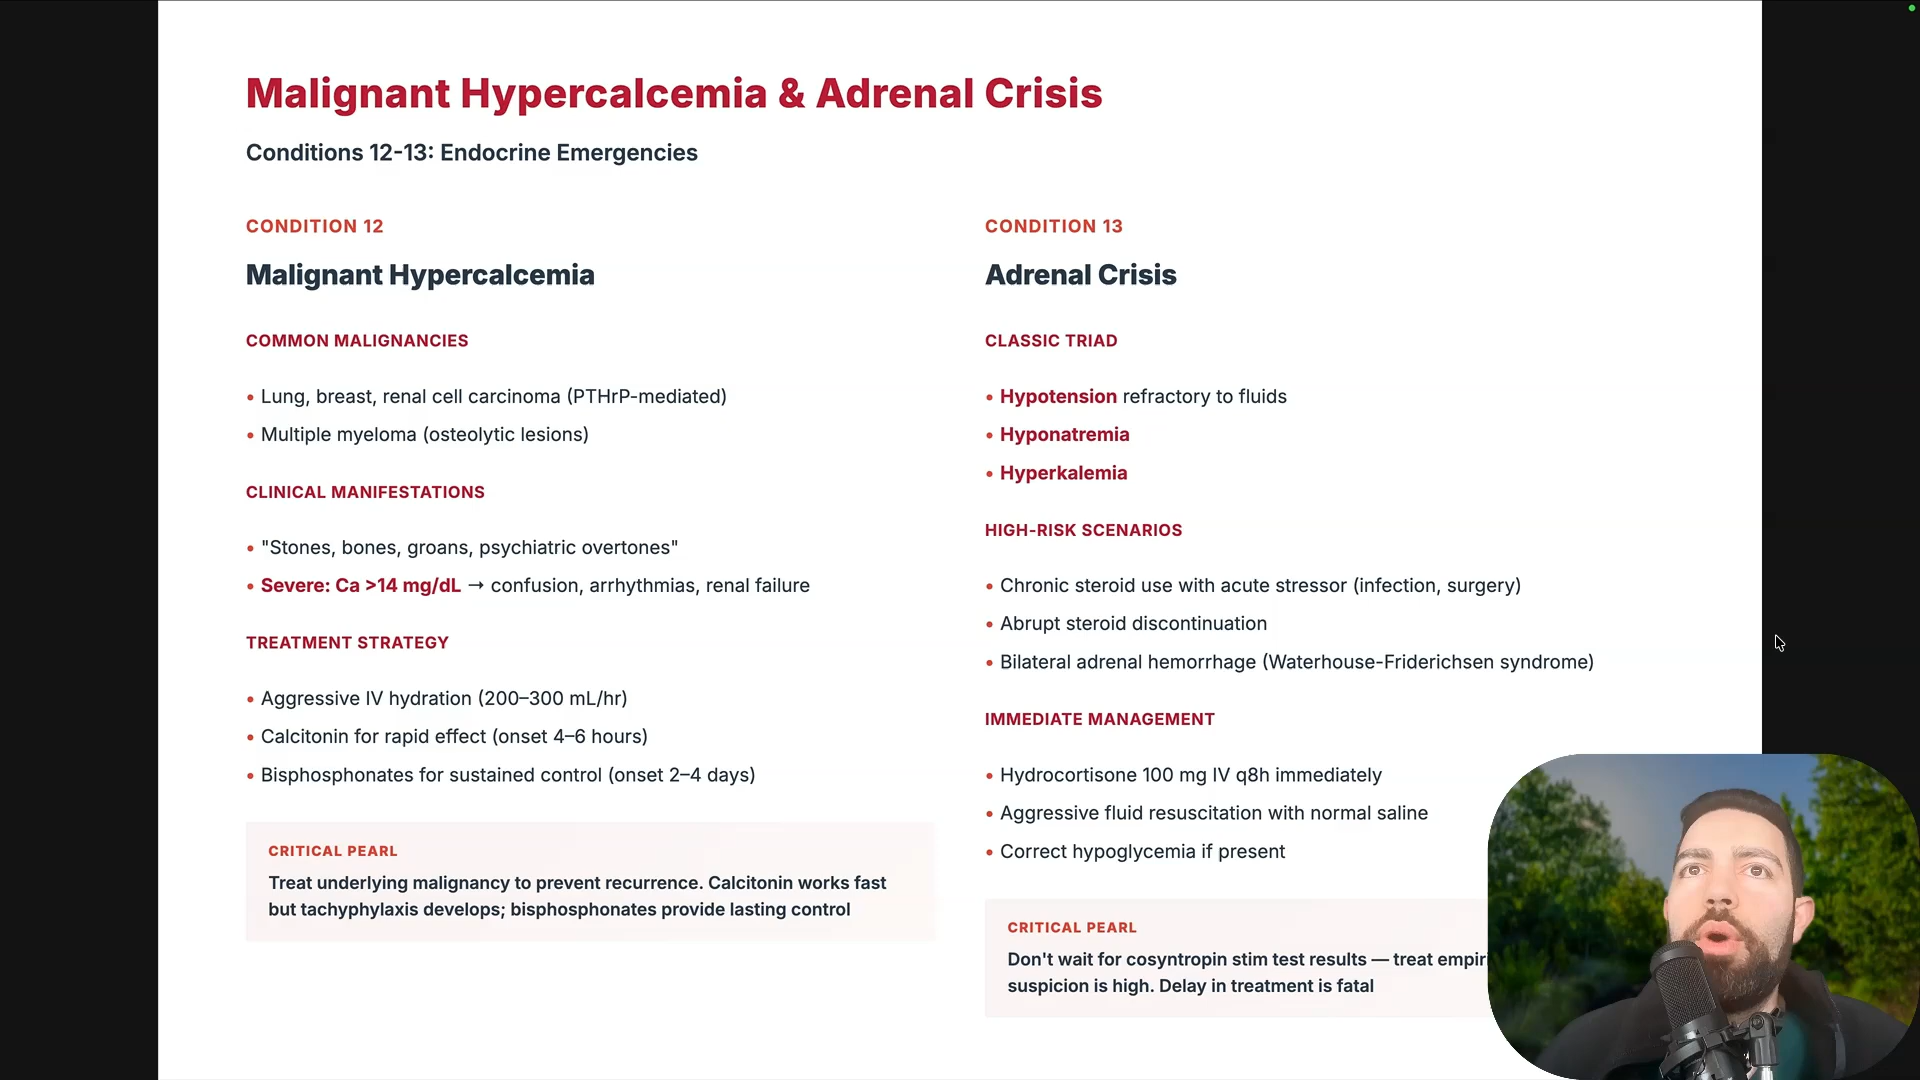 Malignant Hypercalcemia & Adrenal Crisis
Conditions 12-13: Endocrine Emergencies
CONDITION 12
Malignant Hypercalcemia
COMMON MALIGNANCIES
• Lung, breast, renal cell carcinoma (PTHrP-mediated)
• Multiple myeloma (osteolytic lesions)
CLINICAL MANIFESTATIONS
• "Stones, bones, groans, psychiatric overtones"
• Severe: Ca >14 mg/dL → confusion, arrhythmias, renal failure
TREATMENT STRATEGY
• Aggressive IV hydration (200–300 mL/hr)
• Calcitonin for rapid effect (onset 4–6 hours)
• Bisphosphonates for sustained control (onset 2–4 days)
CRITICAL PEARL
Treat underlying malignancy to prevent recurrence. Calcitonin works fast
but tachyphylaxis develops; bisphosphonates provide lasting control
CONDITION 13
Adrenal Crisis
CLASSIC TRIAD
• Hypotension refractory to fluids
• Hyponatremia
• Hyperkalemia
HIGH-RISK SCENARIOS
• Chronic steroid use with acute stressor (infection, surgery)
• Abrupt steroid discontinuation
• Bilateral adrenal hemorrhage (Waterhouse-Friderichsen syndrome)
IMMEDIATE MANAGEMENT
• Hydrocortisone 100 mg IV q8h immediately
• Aggressive fluid resuscitation with normal saline
• Correct hypoglycemia if present
CRITICAL PEARL
Don't wait for cosyntropin stim test results — treat
suspicion is high. Delay in treatment is fatal